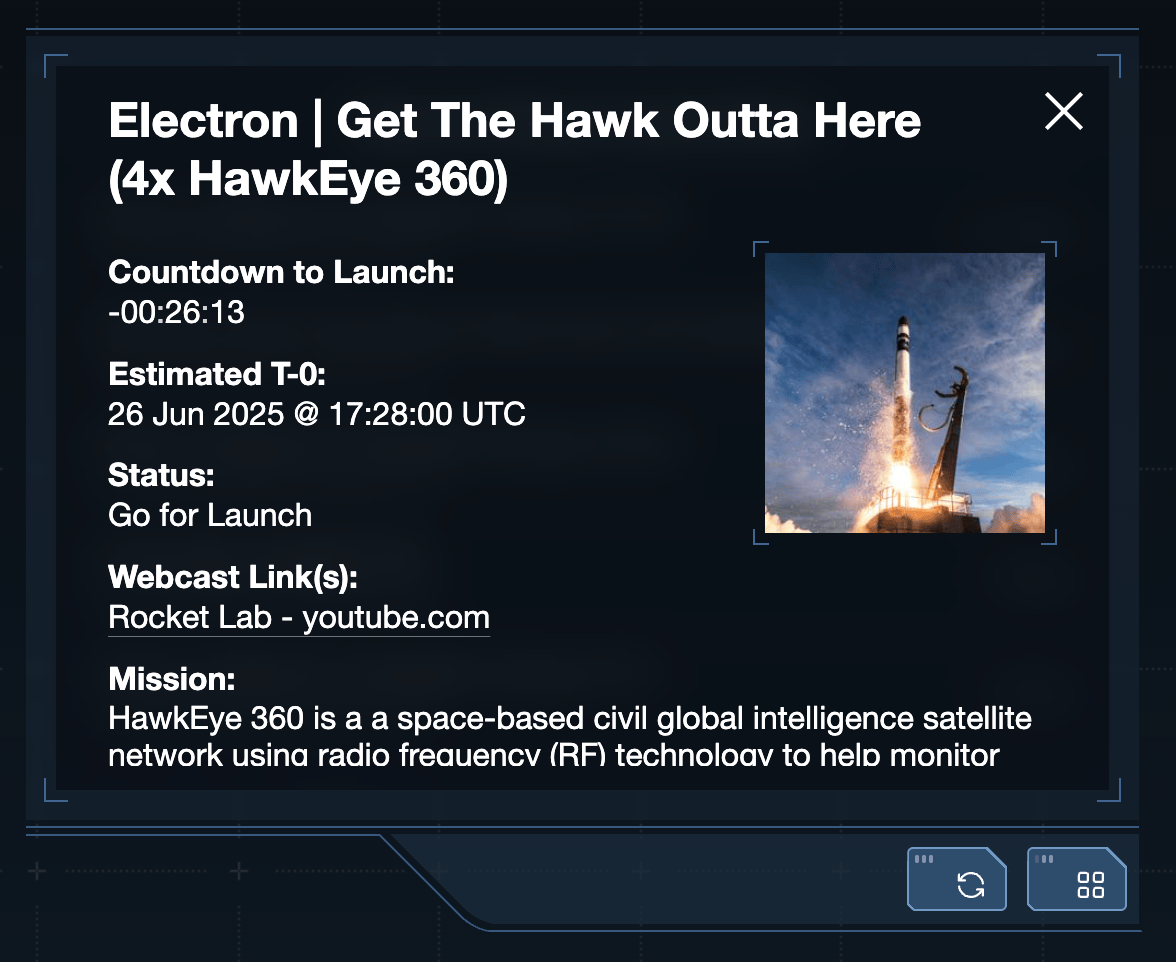 Electron | Get The Hawk Outta Here
(4x HawkEye 360)
Countdown to Launch:
-00:26:13
Estimated T-0:
26 Jun 2025 @ 17:28:00 UTC
Status:
Go for Launch
Webcast Link(s):
Rocket Lab - youtube.com
Mission:
HawkEye 360 is a a space-based civil global intelligence satellite
network using radio frequency (RF) technology to help monitor